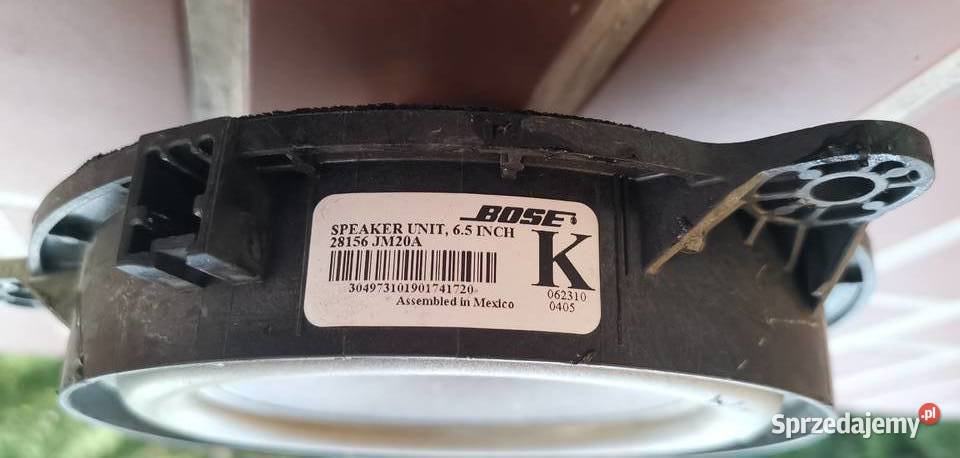 BOSE
SPEAKER UNIT, 6.5 INCH
28156 JM20A
K
304973101901741720
062310
Assembled in Mexico
0405
Sprzedajemy.pl